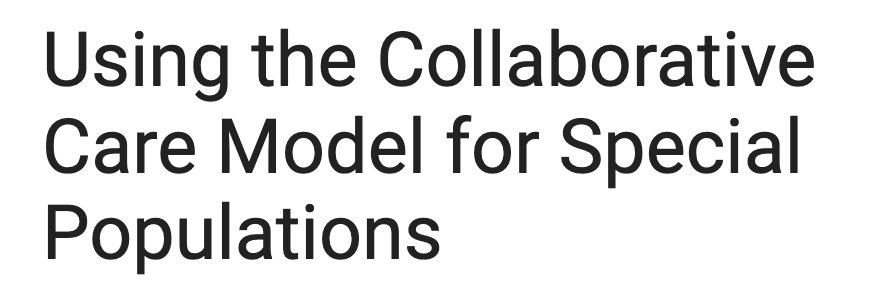 Using the Collaborative
Care Model for Special
Populations